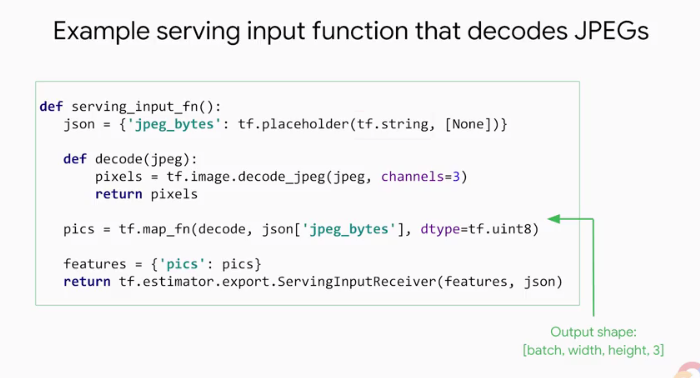 Example serving input function that decodes JPEGs
def serving_input_fn():
json = {'jpeg_bytes': tf.placeholder(tf.string, [None])}
def decode(jpeg):
pixels = tf.image.decode_jpeg(jpeg, channels=3)
return pixels
pics = tf.map_fn(decode, json['jpeg_bytes'], dtype=tf.uint8)
features = {'pics': pics}
return tf.estimator.export.ServingInputReceiver(features, json)
Output shape:
[batch, width, height, 3]